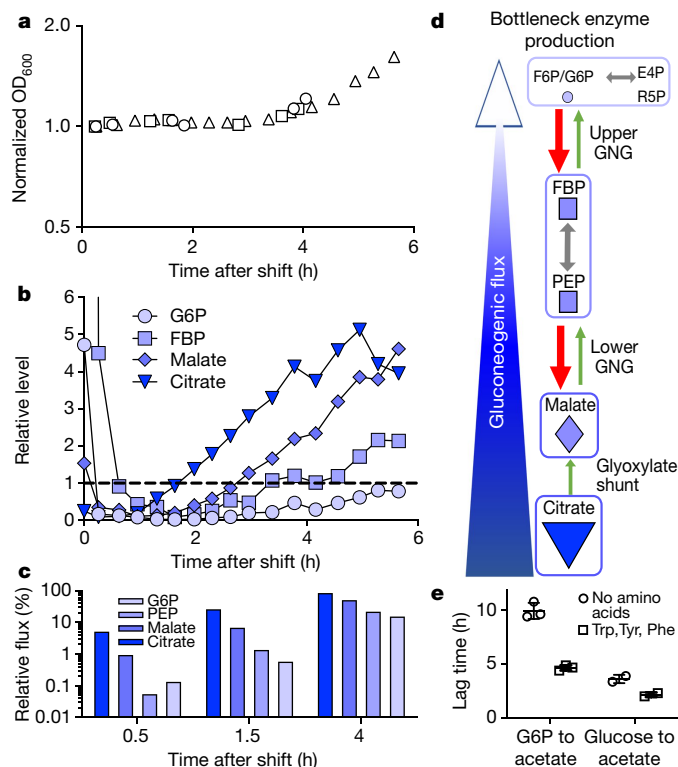 a
Normalized OD600
2.0
1.0
0.5
0
2
4
6
Time after shift (h)
b
Relative level
6
5
4
3
2
1
0
G6P
FBP
Malate
Citrate
0
1
2
3
4
5
6
Time after shift (h)
c
Relative flux (%)
100
10
1
0.1
0.01
G6P
PEP
Malate
Citrate
0.5
1.5
4
Time after shift (h)
d
Bottleneck enzyme
production
F6P/G6P
E4P
R5P
Upper
GNG
FBP
PEP
Gluconeogenic flux
Lower
GNG
Malate
Glyoxylate
shunt
Citrate
e
Lag time (h)
10
5
0
No amino
acids
Trp,Tyr, Phe
G6P to
acetate
Glucose to
acetate